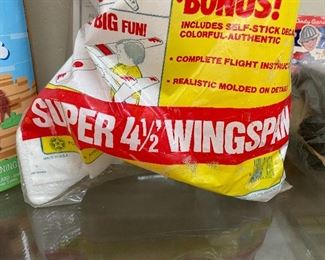 BIG FUN!
BONUS!
INCLUDES SELF-STICK DECA
COLORFUL-AUTHENTIC
• COMPLETE FLIGHT INSTRUC
• REALISTIC MOLDED ON DETAIL
SUPER 4½' WINGSPAN